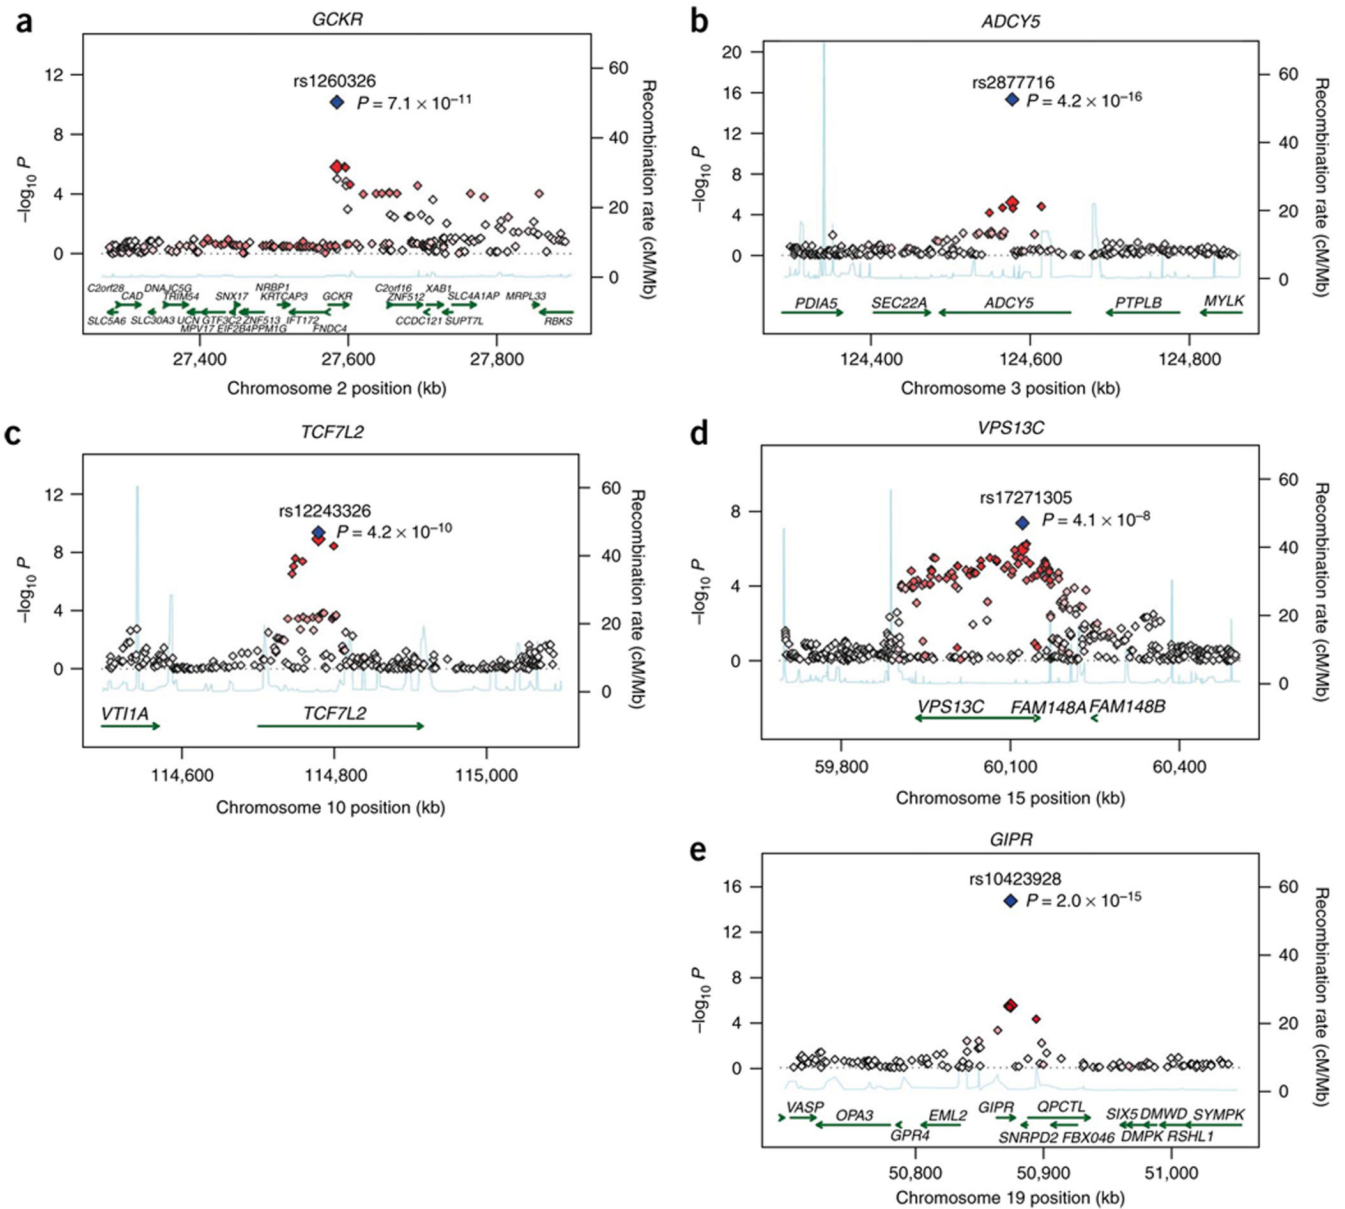 a
GCKR
12
8
4
0
−log10 P
rs1260326
P = 7.1 × 10−11
60
40
20
0
Recombination rate (cM/Mb)
C2orf28 DNAJC5G NRBP1 C2orf16 XAB1
CAD TRIM54 SNX17 KRTCAP3 GCKR ZNF512 SLC4A1AP MRPL33
SLC5A6 SLC30A3 UCN GTF3C2 ZNF513 IFT172 CCDC121 SUPT7L RBKS
MPV17 EIF2B4 PPM1G FNDC4
27,400 27,600 27,800
Chromosome 2 position (kb)
b
ADCY5
20
16
12
8
4
0
−log10 P
rs2877716
P = 4.2 × 10−16
60
40
20
0
Recombination rate (cM/Mb)
PDIA5 SEC22A ADCY5 PTPLB MYLK
124,400 124,600 124,800
Chromosome 3 position (kb)
c
TCF7L2
12
8
4
0
−log10 P
rs12243326
P = 4.2 × 10−10
60
40
20
0
Recombination rate (cM/Mb)
VTI1A TCF7L2
114,600 114,800 115,000
Chromosome 10 position (kb)
d
VPS13C
8
4
0
−log10 P
rs17271305
P = 4.1 × 10−8
60
40
20
0
Recombination rate (cM/Mb)
VPS13C FAM148A FAM148B
59,800 60,100 60,400
Chromosome 15 position (kb)
e
GIPR
16
12
8
4
0
−log10 P
rs10423928
P = 2.0 × 10−15
60
40
20
0
Recombination rate (cM/Mb)
VASP OPA3 EML2 GIPR QPCTL SIX5 DMWD SYMPK
GPR4 SNRPD2 FBX046 DMPK RSHL1
50,800 50,900 51,000
Chromosome 19 position (kb)